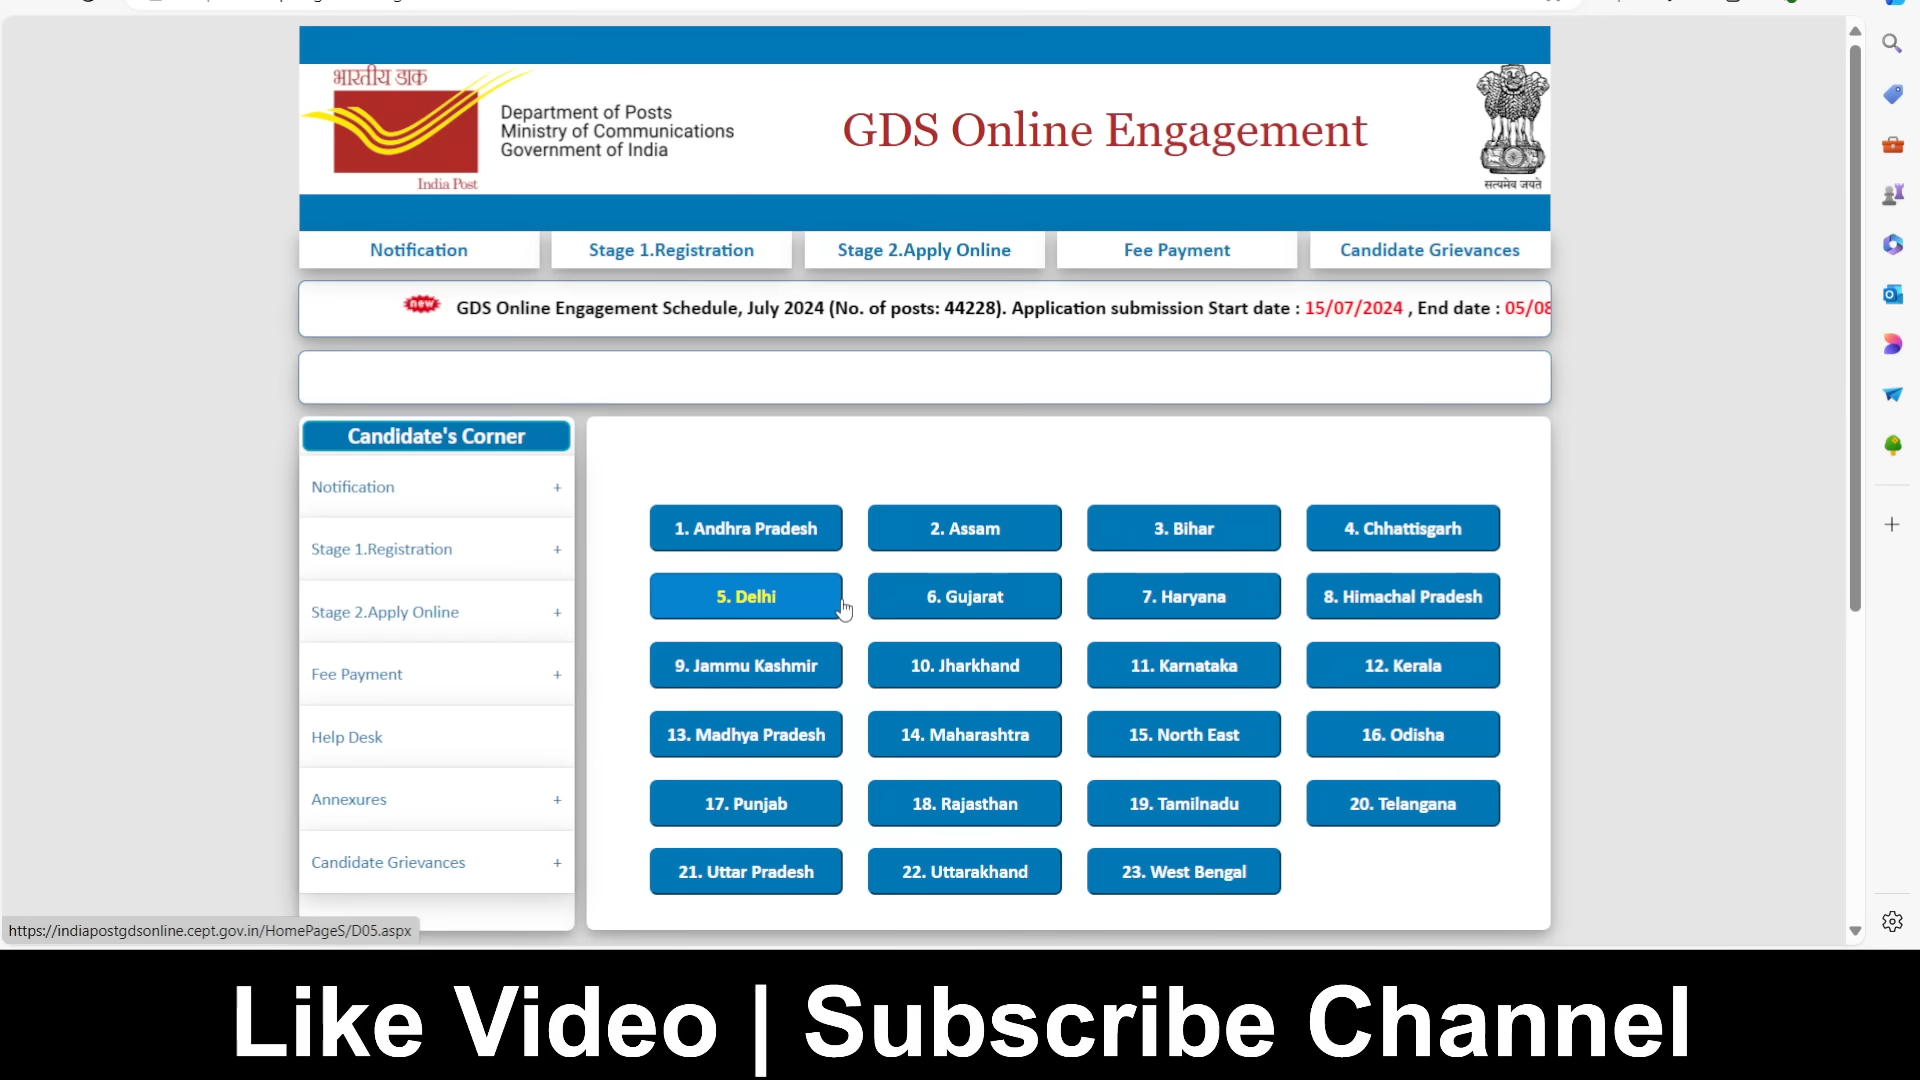 भारतीय डाक
India Post
Department of Posts
Ministry of Communications
Government of India
GDS Online Engagement
सत्यमेव जयते
Notification
Stage 1.Registration
Stage 2.Apply Online
Fee Payment
Candidate Grievances
new GDS Online Engagement Schedule, July 2024 (No. of posts: 44228). Application submission Start date : 15/07/2024 , End date : 05/08
Candidate's Corner
Notification +
Stage 1.Registration +
Stage 2.Apply Online +
Fee Payment +
Help Desk
Annexures +
Candidate Grievances +
1. Andhra Pradesh
2. Assam
3. Bihar
4. Chhattisgarh
5. Delhi
6. Gujarat
7. Haryana
8. Himachal Pradesh
9. Jammu Kashmir
10. Jharkhand
11. Karnataka
12. Kerala
13. Madhya Pradesh
14. Maharashtra
15. North East
16. Odisha
17. Punjab
18. Rajasthan
19. Tamilnadu
20. Telangana
21. Uttar Pradesh
22. Uttarakhand
23. West Bengal
https://indiapostgdsonline.cept.gov.in/HomePageS/D05.aspx
Like Video | Subscribe Channel